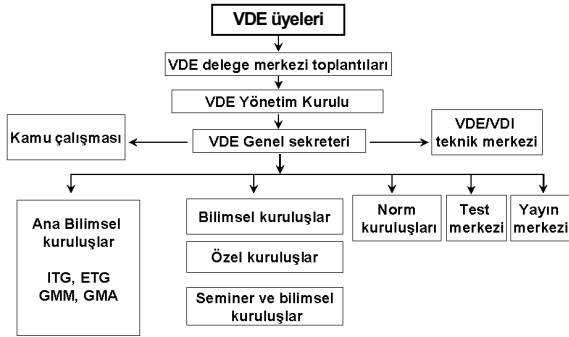 VDE üyeleri
VDE delege merkezi toplantıları
VDE Yönetim Kurulu
Kamu çalışması
VDE Genel sekreteri
VDE/VDI
teknik merkezi
Ana Bilimsel
kuruluşlar
ITG, ETG
GMM, GMA
Bilimsel kuruluşlar
Özel kuruluşlar
Seminer ve bilimsel
kuruluşlar
Norm
kuruluşları
Test
merkezi
Yayın
merkezi